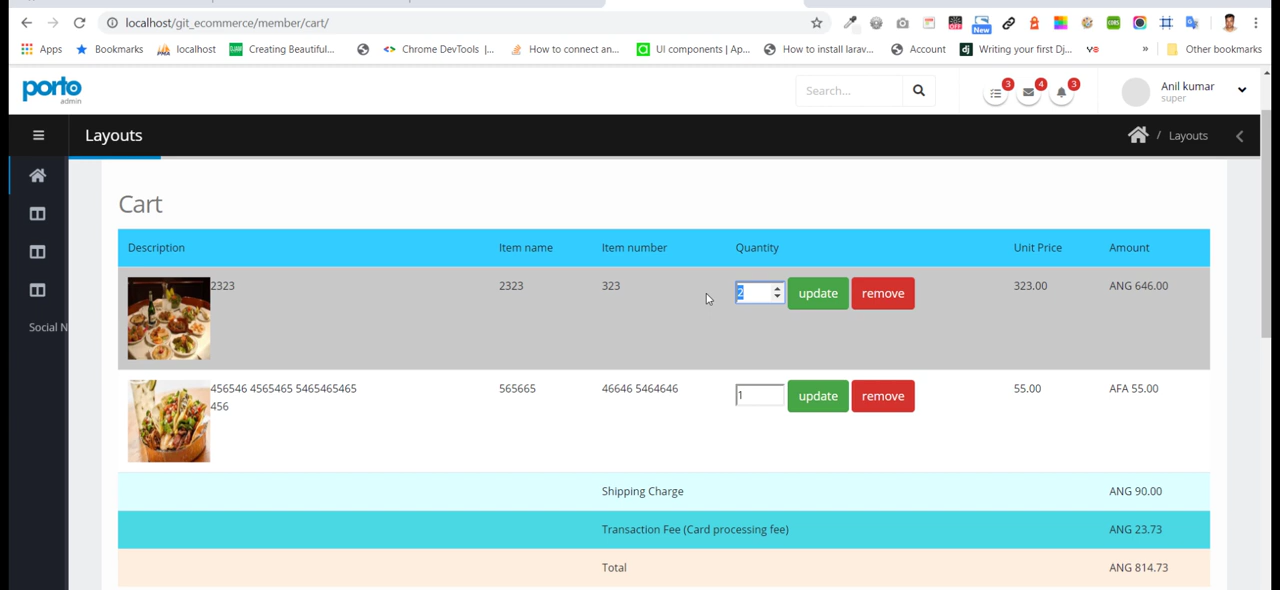 localhost/git_ecommerce/member/cart/
New
Apps Bookmarks localhost Creating Beautiful... Chrome DevTools |... How to connect an... UI components | Ap... How to install larav... Account Writing your first Dj... » Other bookmarks
porto
admin
Search...
3 4 3
Anil kumar
super
Layouts
/ Layouts
Social N
Cart
Description Item name Item number Quantity Unit Price Amount
2323 2323 323 2 update remove 323.00 ANG 646.00
456546 4565465 5465465465 565665 46646 5464646 1 update remove 55.00 AFA 55.00
456
Shipping Charge ANG 90.00
Transaction Fee (Card processing fee) ANG 23.73
Total ANG 814.73